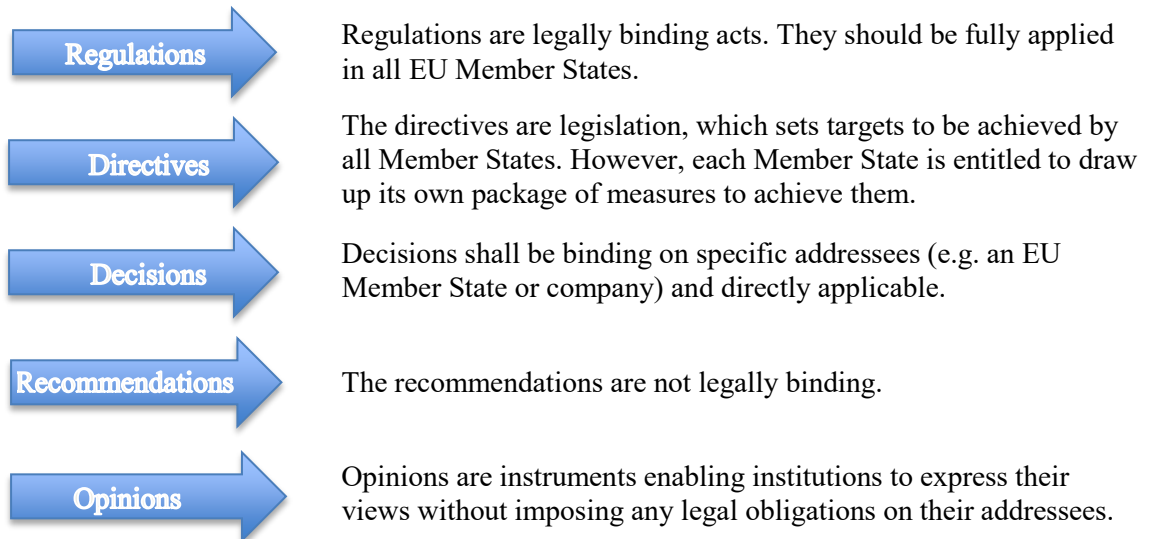 Regulations
Regulations are legally binding acts. They should be fully applied
in all EU Member States.
Directives
The directives are legislation, which sets targets to be achieved by
all Member States. However, each Member State is entitled to draw
up its own package of measures to achieve them.
Decisions
Decisions shall be binding on specific addressees (e.g. an EU
Member State or company) and directly applicable.
Recommendations
The recommendations are not legally binding.
Opinions
Opinions are instruments enabling institutions to express their
views without imposing any legal obligations on their addressees.